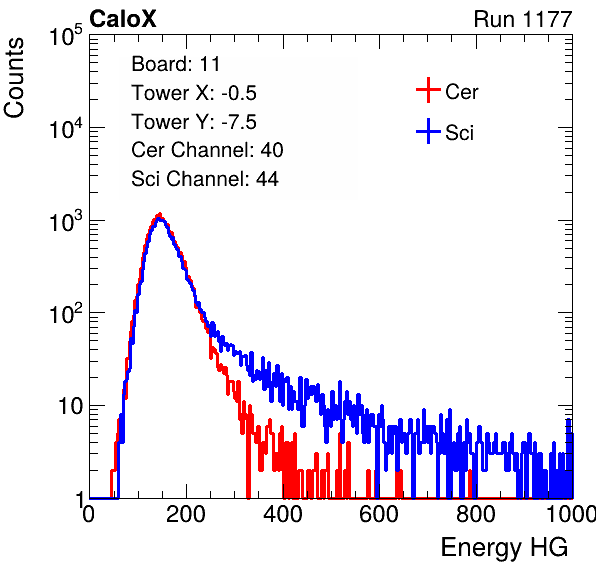 CaloX Run 1177
Counts
Board: 11
Tower X: -0.5
Tower Y: -7.5
Cer Channel: 40
Sci Channel: 44
Cer
Sci
10^5
10^4
10^3
10^2
10
1
0 200 400 600 800 1000
Energy HG